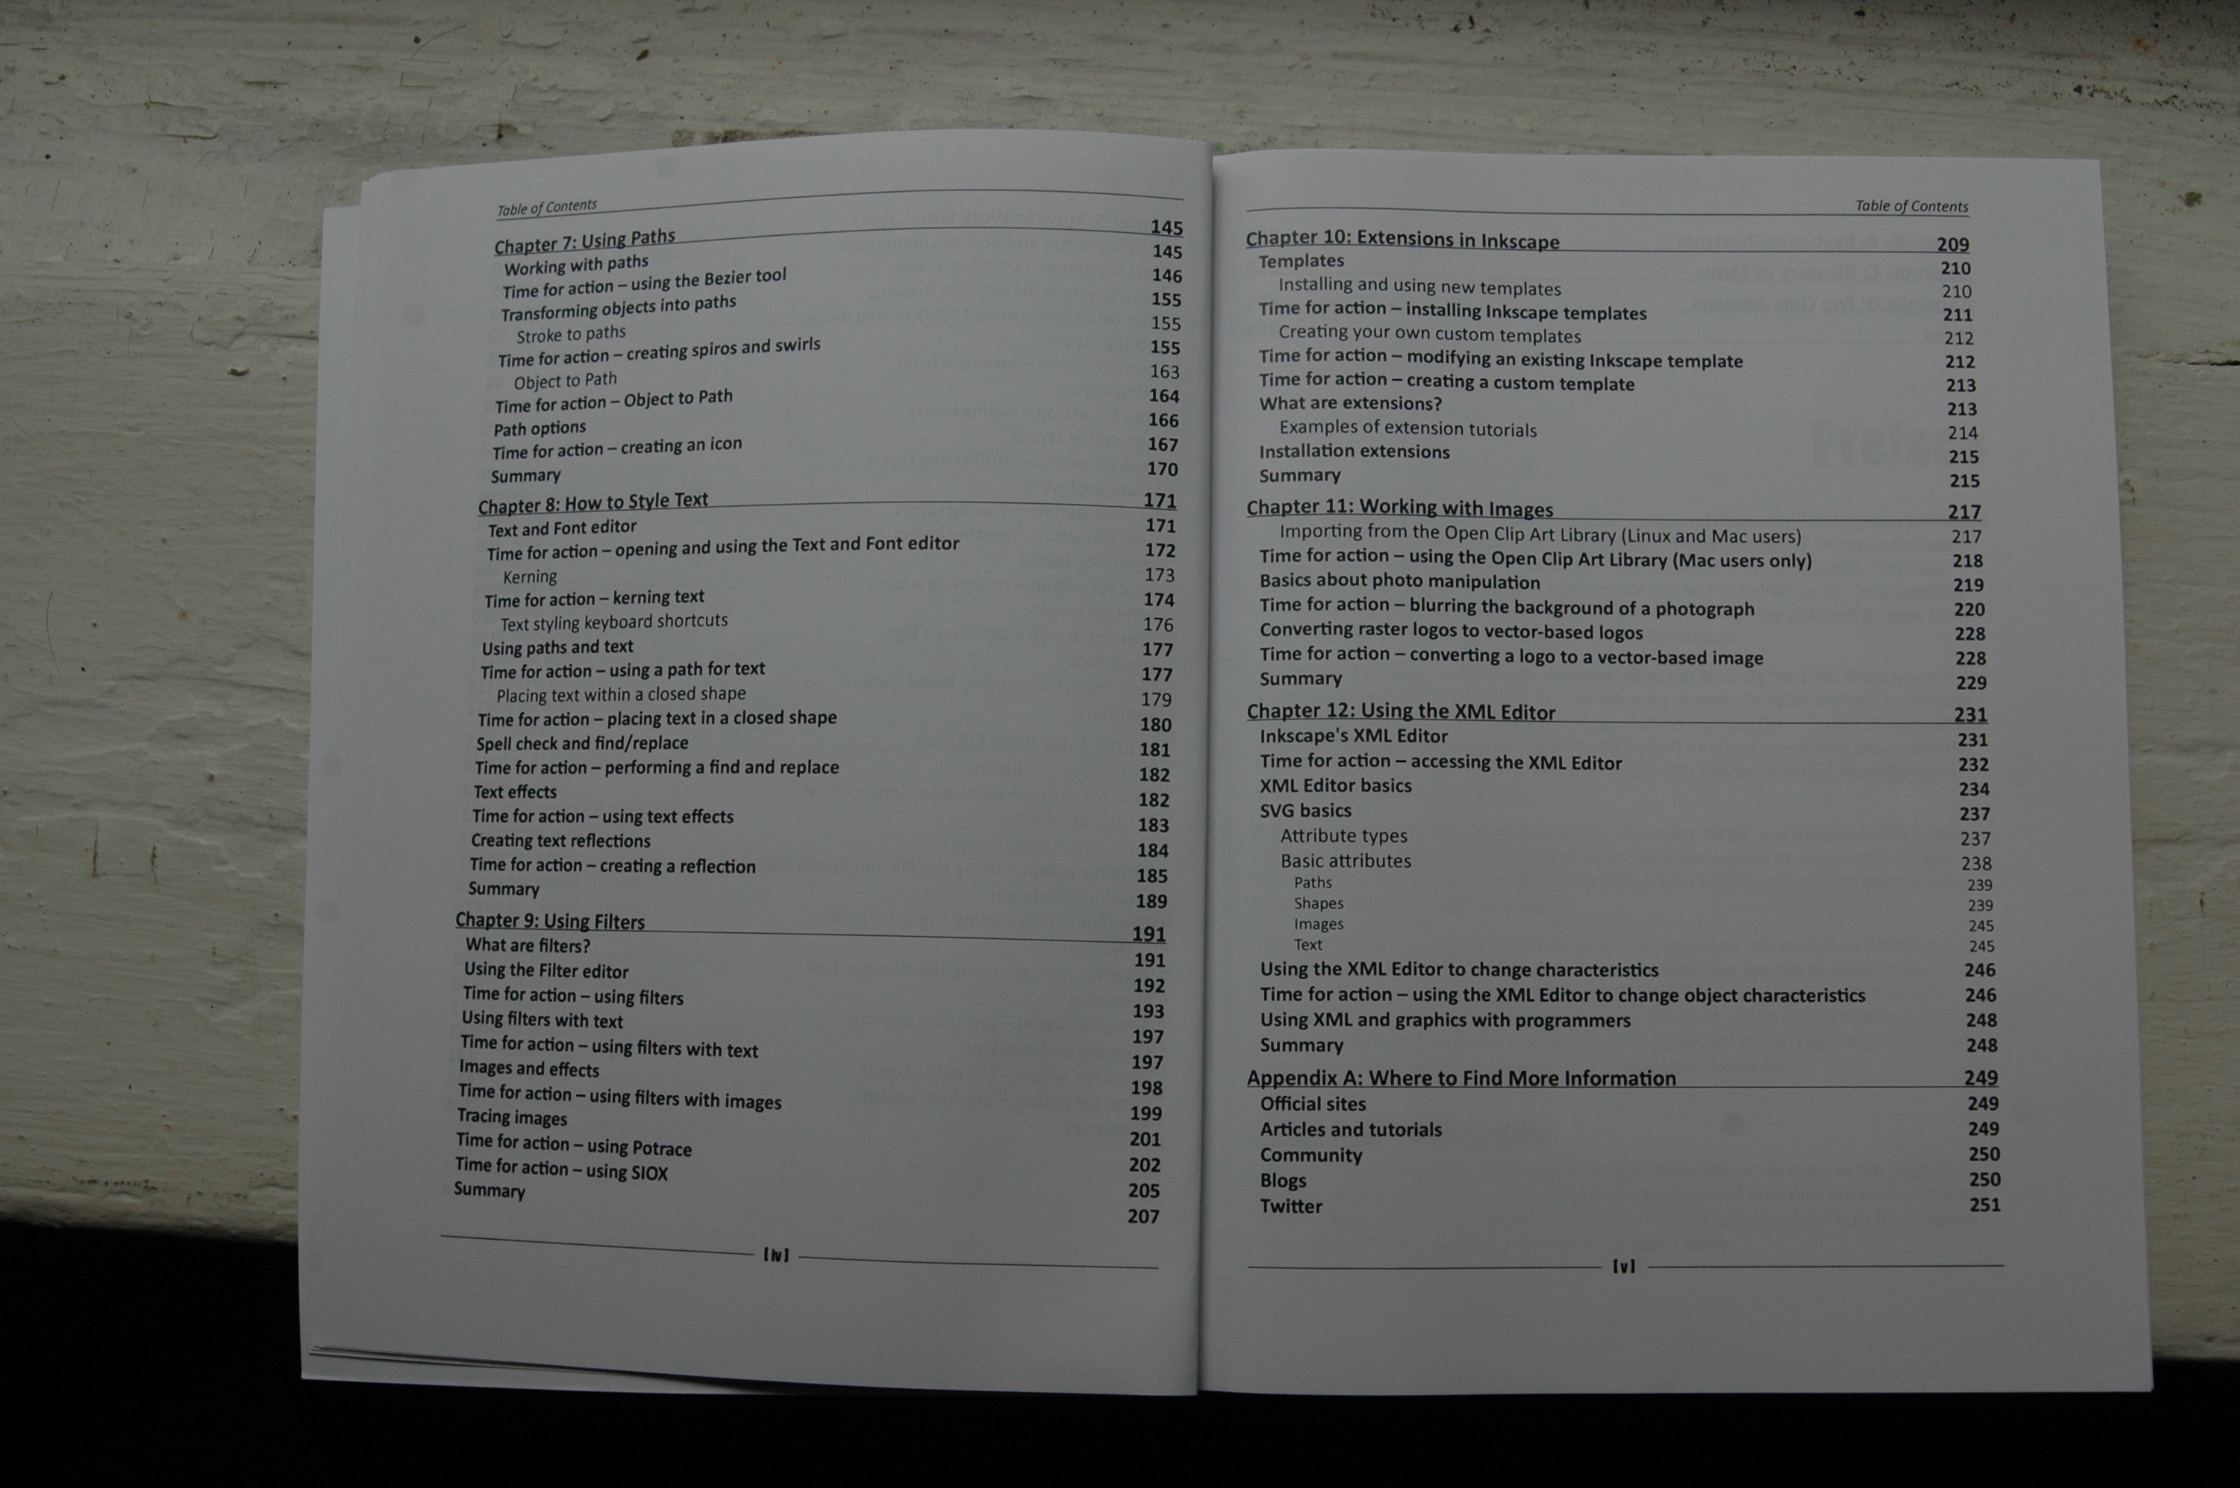 Table of Contents
Chapter 7: Using Paths 145
Working with paths 145
Time for action – using the Bezier tool 146
Transforming objects into paths 155
Stroke to paths 155
Time for action – creating spiros and swirls 155
Object to Path 163
Time for action – Object to Path 164
Path options 166
Time for action – creating an icon 167
Summary 170
Chapter 8: How to Style Text 171
Text and Font editor 171
Time for action – opening and using the Text and Font editor 172
Kerning 173
Time for action – kerning text 174
Text styling keyboard shortcuts 176
Using paths and text 177
Time for action – using a path for text 177
Placing text within a closed shape 179
Time for action – placing text in a closed shape 180
Spell check and find/replace 181
Time for action – performing a find and replace 182
Text effects 182
Time for action – using text effects 183
Creating text reflections 184
Time for action – creating a reflection 185
Summary 189
Chapter 9: Using Filters 191
What are filters? 191
Using the Filter editor 192
Time for action – using filters 193
Using filters with text 197
Time for action – using filters with text 197
Images and effects 198
Time for action – using filters with images 199
Tracing images 201
Time for action – using Potrace 202
Time for action – using SIOX 205
Summary 207
[iv]
Table of Contents
Chapter 10: Extensions in Inkscape 209
Templates 210
Installing and using new templates 210
Time for action – installing Inkscape templates 211
Creating your own custom templates 212
Time for action – modifying an existing Inkscape template 212
Time for action – creating a custom template 213
What are extensions? 213
Examples of extension tutorials 214
Installation extensions 215
Summary 215
Chapter 11: Working with Images 217
Importing from the Open Clip Art Library (Linux and Mac users) 217
Time for action – using the Open Clip Art Library (Mac users only) 218
Basics about photo manipulation 219
Time for action – blurring the background of a photograph 220
Converting raster logos to vector-based logos 228
Time for action – converting a logo to a vector-based image 228
Summary 229
Chapter 12: Using the XML Editor 231
Inkscape's XML Editor 231
Time for action – accessing the XML Editor 232
XML Editor basics 234
SVG basics 237
Attribute types 237
Basic attributes 238
Paths 239
Shapes 239
Images 245
Text 245
Using the XML Editor to change characteristics 246
Time for action – using the XML Editor to change object characteristics 246
Using XML and graphics with programmers 248
Summary 248
Appendix A: Where to Find More Information 249
Official sites 249
Articles and tutorials 249
Community 250
Blogs 250
Twitter 251
[v]